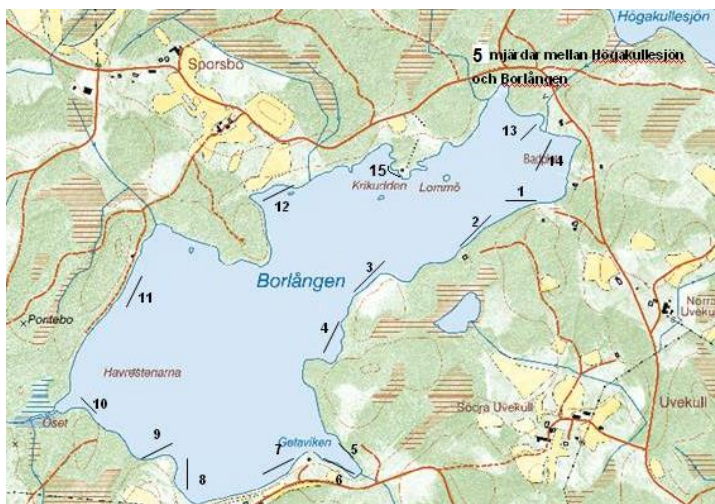 Högakullesjön
5 mjärdar mellan Högakullesjön
och Borlången
Sporsbo
13
Badpl
14
15
Krikudden
Lommö
12
1
2
Borlången
3
11
4
Pontebo
Norra
Uvekull
Havrestenarna
10
Uvekull
Södra Uvekull
Öset
9
Getaviken
5
7
6
8